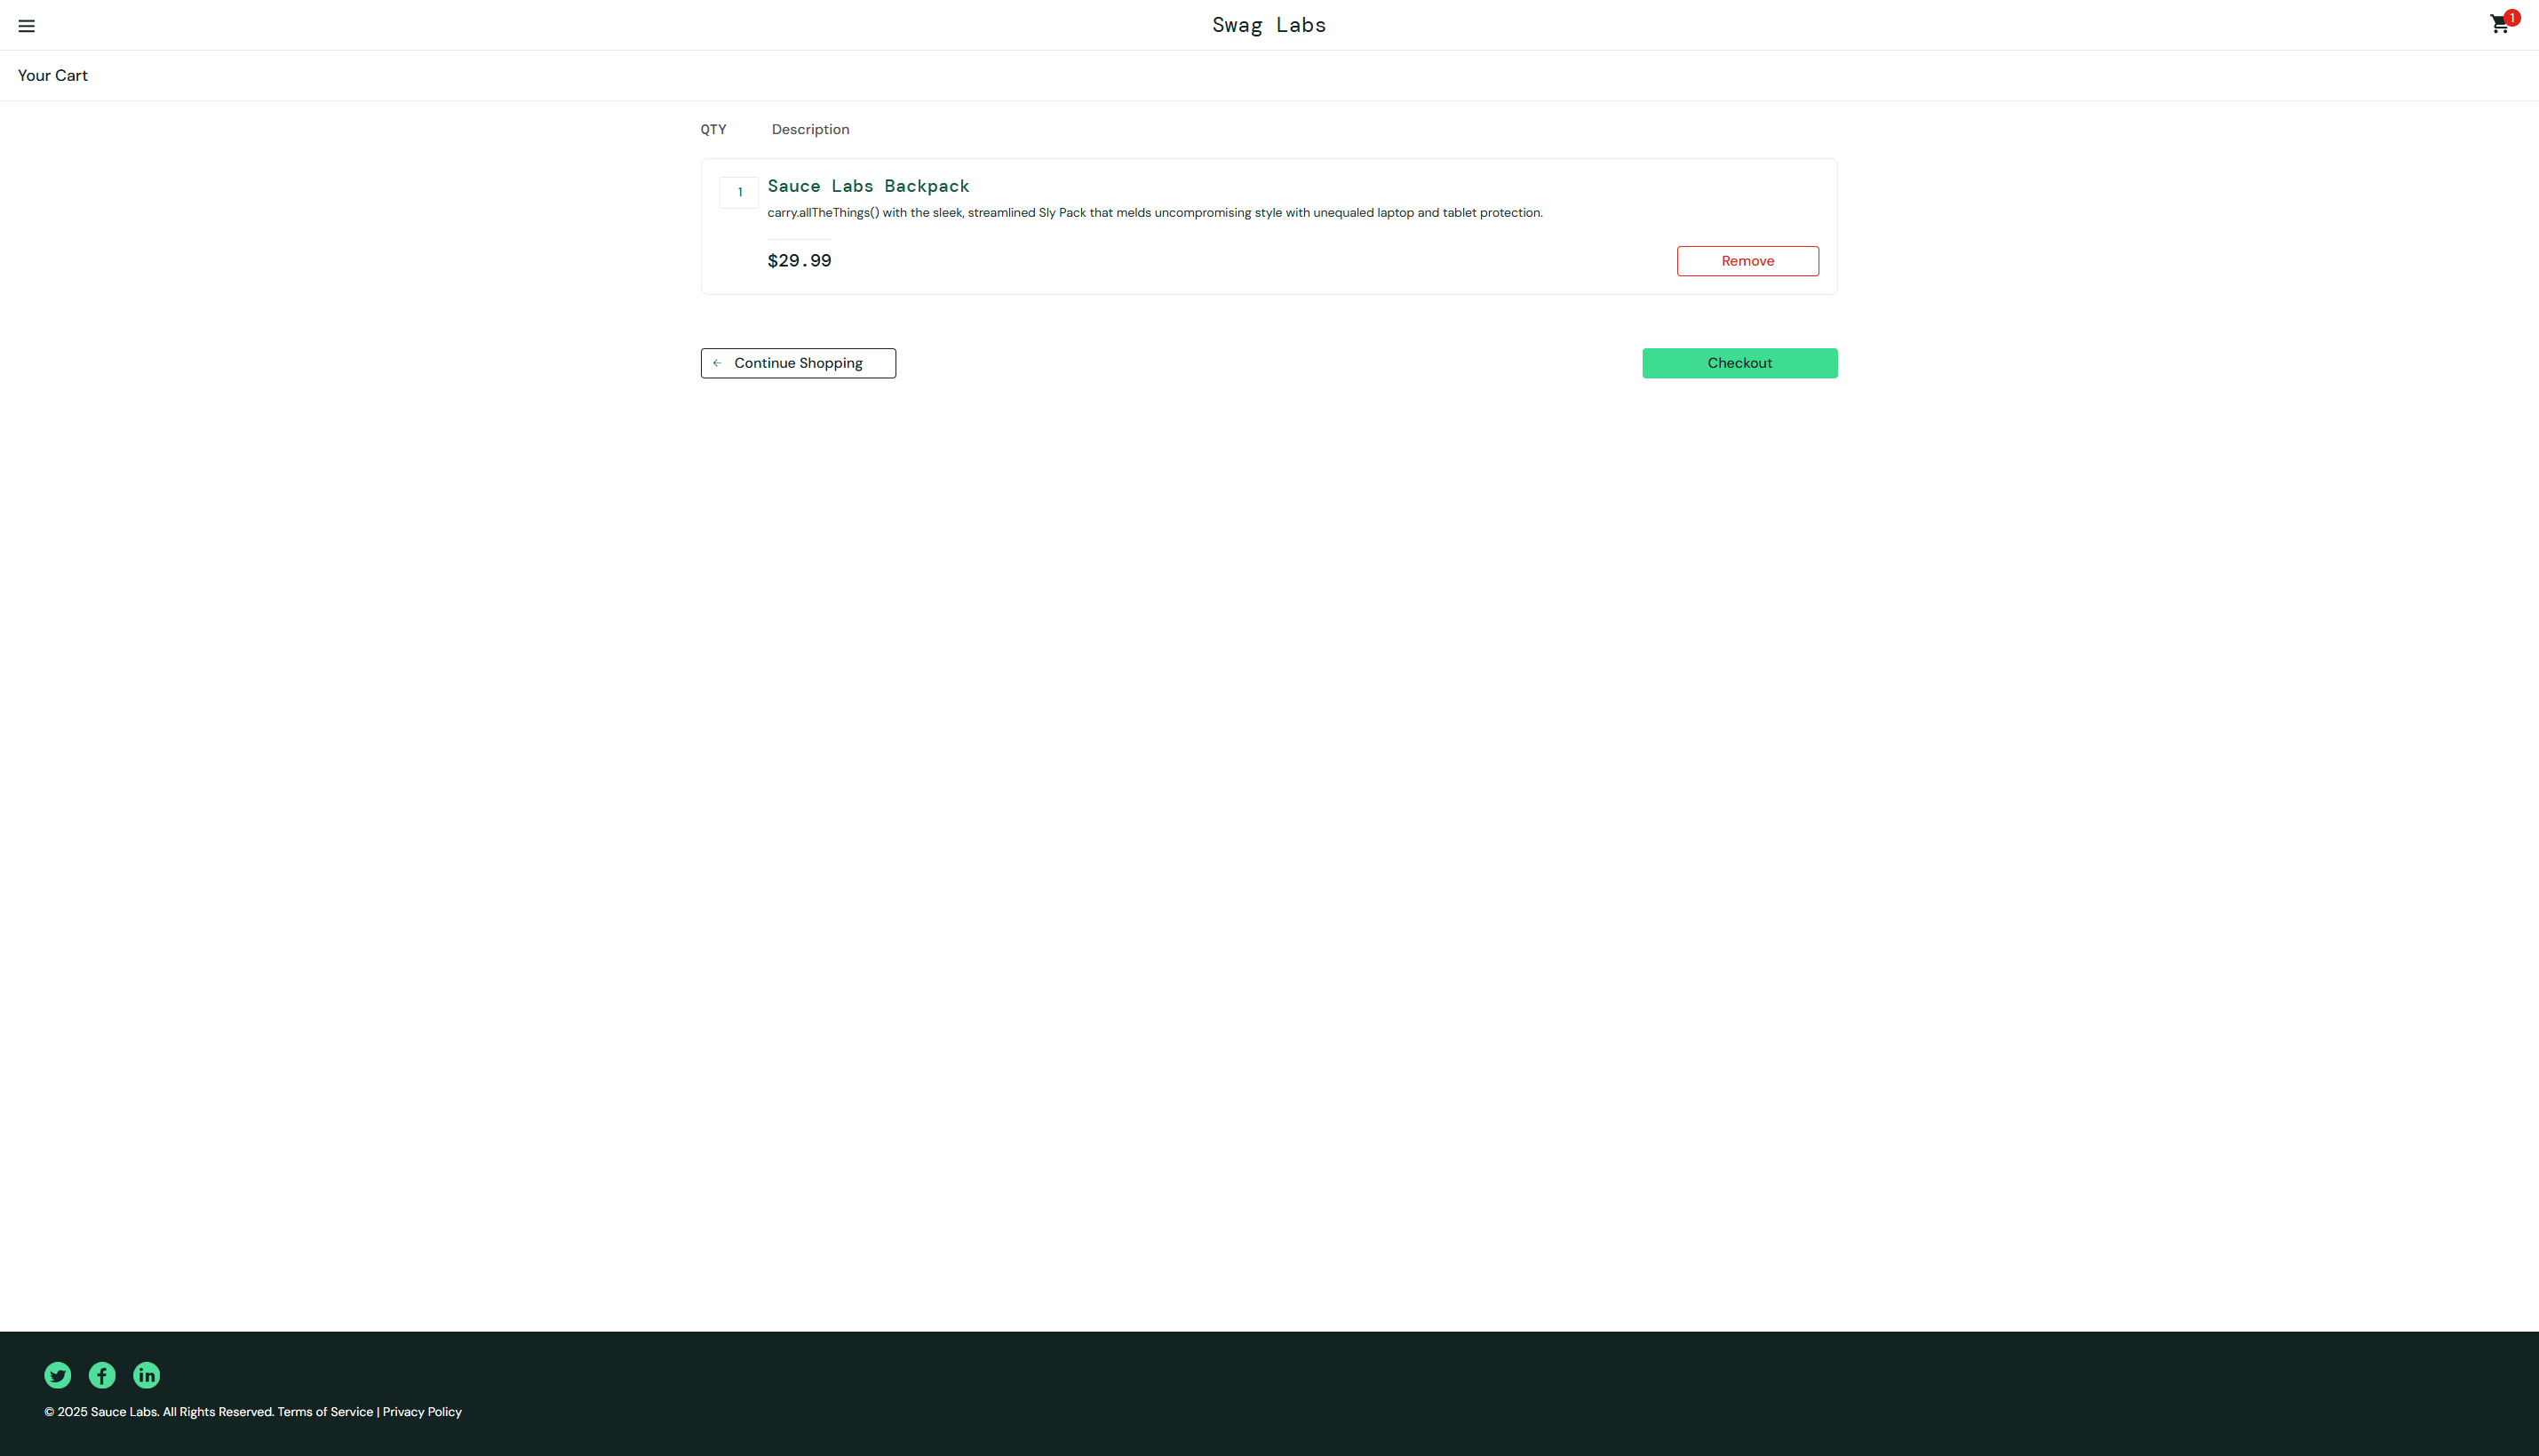 Swag Labs
1
Your Cart
QTY Description
1
Sauce Labs Backpack
carry.allTheThings() with the sleek, streamlined Sly Pack that melds uncompromising style with unequaled laptop and tablet protection.
$29.99
Remove
Continue Shopping
Checkout
© 2025 Sauce Labs. All Rights Reserved. Terms of Service | Privacy Policy